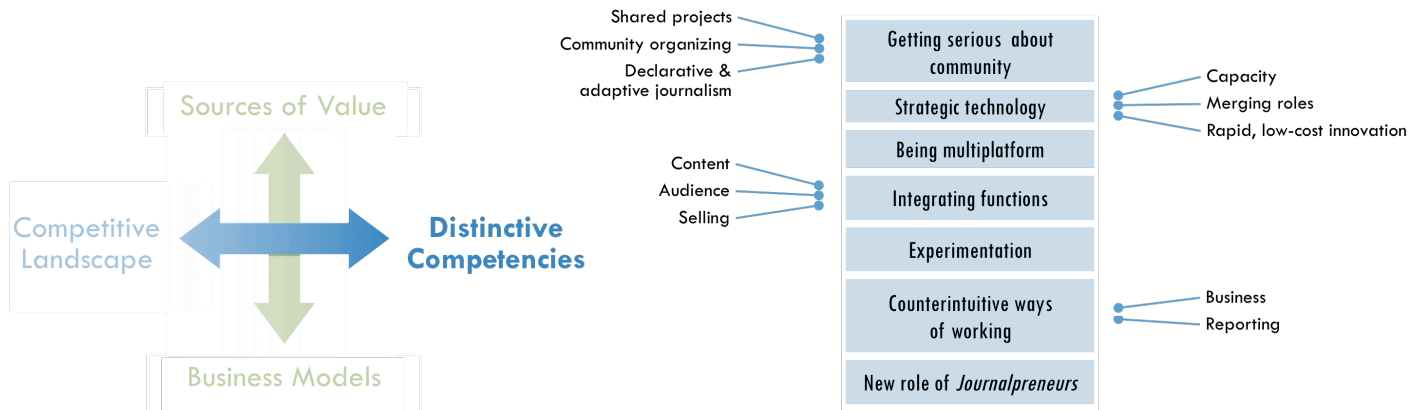 Sources of Value
Competitive
Landscape
Distinctive
Competencies
Business Models
Shared projects
Community organizing
Declarative &
adaptive journalism
Content
Audience
Selling
Getting serious about
community
Strategic technology
Being multiplatform
Integrating functions
Experimentation
Counterintuitive ways
of working
New role of Journalpreneurs
Capacity
Merging roles
Rapid, low-cost innovation
Business
Reporting